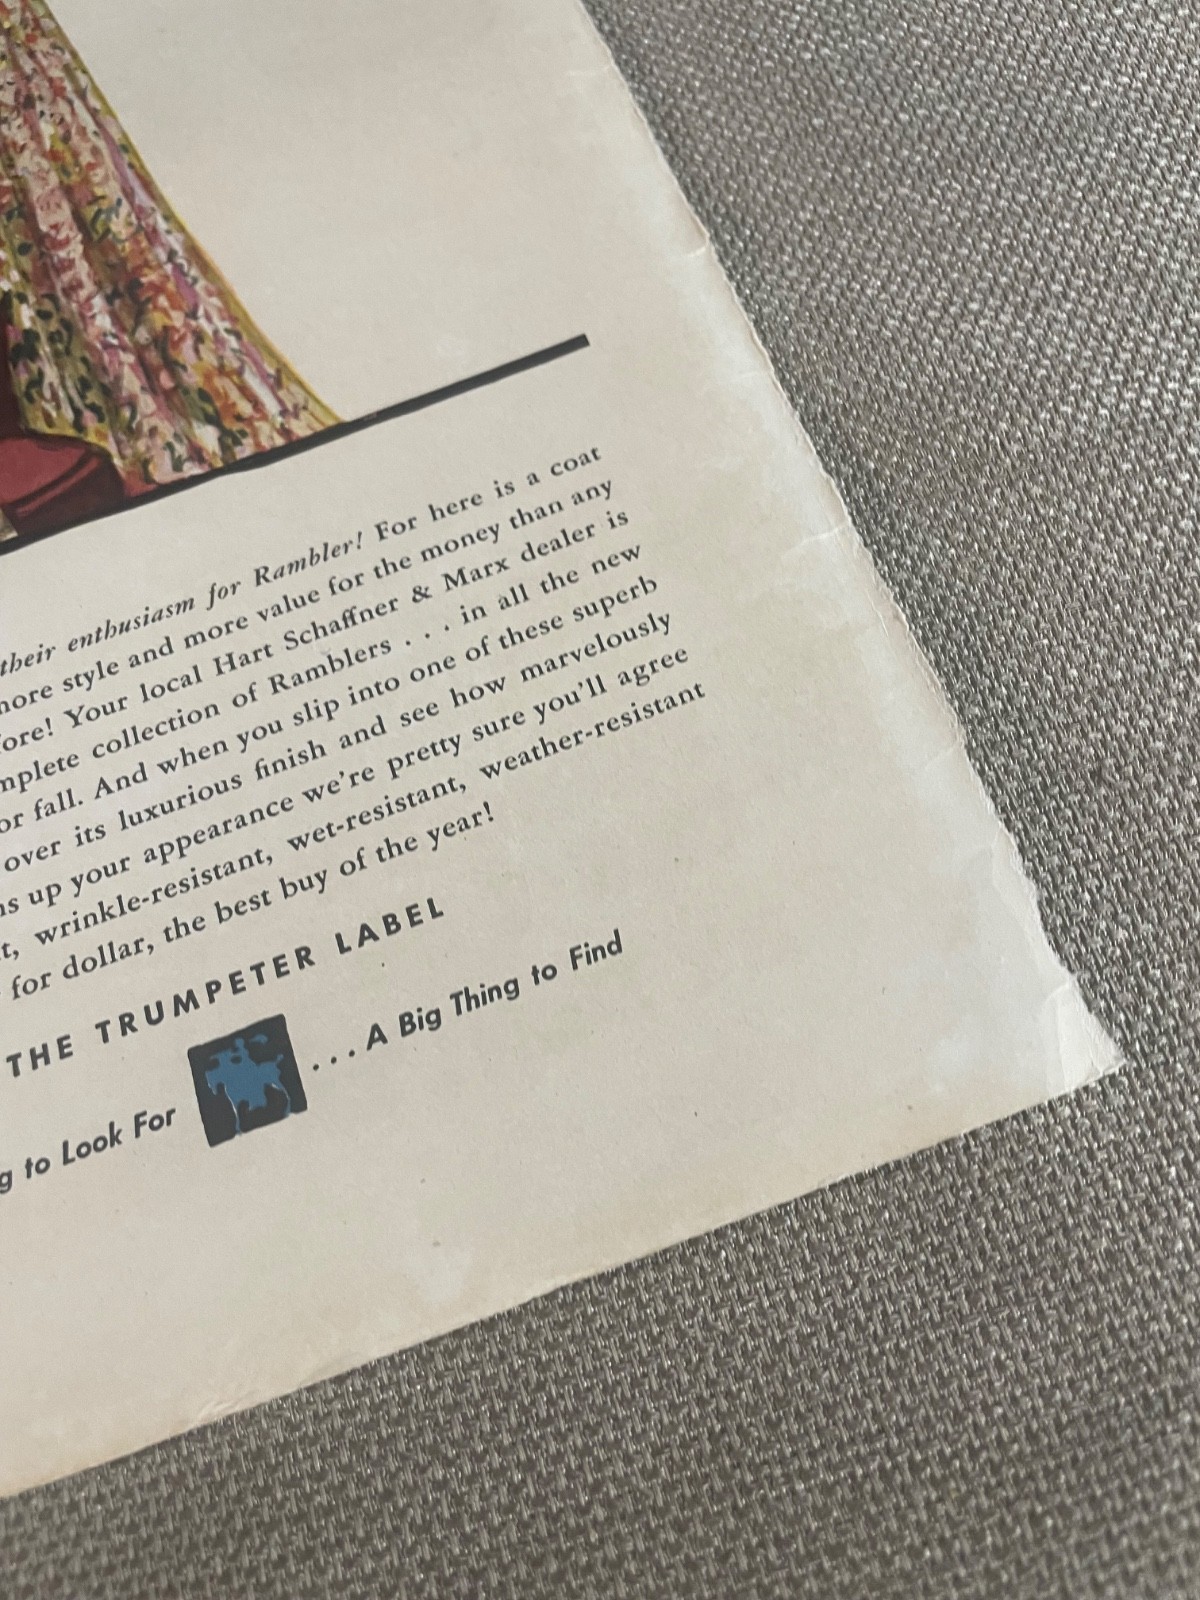 their enthusiasm for Rambler! For here is a coat
more style and more value for the money than any
fore! Your local Hart Schaffner & Marx dealer is
mplete collection of Ramblers . . . in all the new
or fall. And when you slip into one of these superb
over its luxurious finish and see how marvelously
ns up your appearance we're pretty sure you'll agree
t, wrinkle-resistant, wet-resistant, weather-resistant
for dollar, the best buy of the year!
THE TRUMPETER LABEL
g to Look For ...A Big Thing to Find